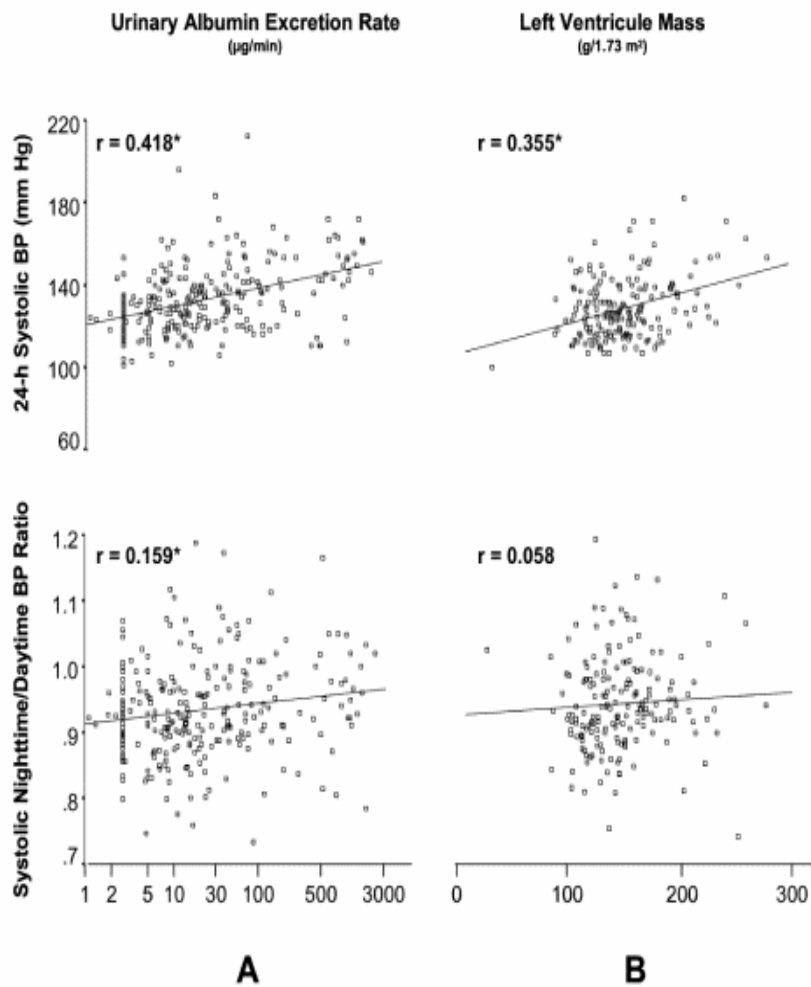 Urinary Albumin Excretion Rate
(µg/min)
Left Ventricule Mass
(g/1.73 m²)
24-h Systolic BP (mm Hg)
220
180
140
100
60
r = 0.418*
r = 0.355*
Systolic Nighttime/Daytime BP Ratio
1.2
1.1
1.0
.9
.8
.7
r = 0.159*
r = 0.058
1 2 5 10 30 100 500 3000
0 100 200 300
A
B